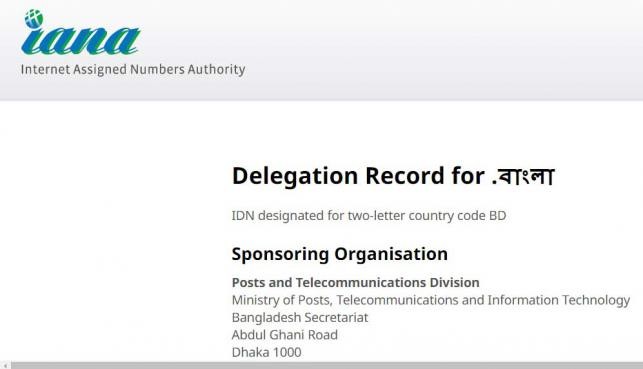 iana
Internet Assigned Numbers Authority
Delegation Record for .বাংলা
IDN designated for two-letter country code BD
Sponsoring Organisation
Posts and Telecommunications Division
Ministry of Posts, Telecommunications and Information Technology
Bangladesh Secretariat
Abdul Ghani Road
Dhaka 1000